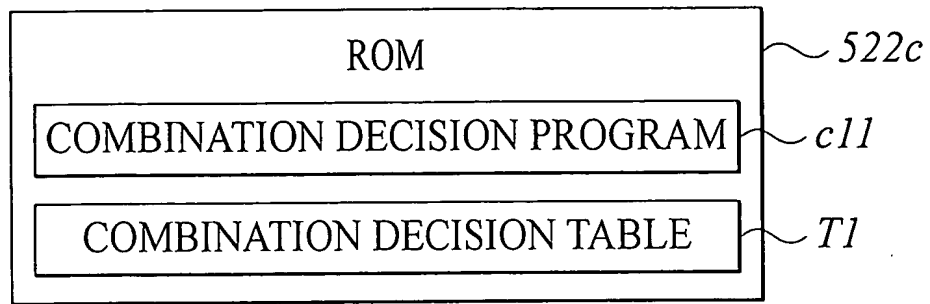 ROM
522c
COMBINATION DECISION PROGRAM
c11
COMBINATION DECISION TABLE
T1